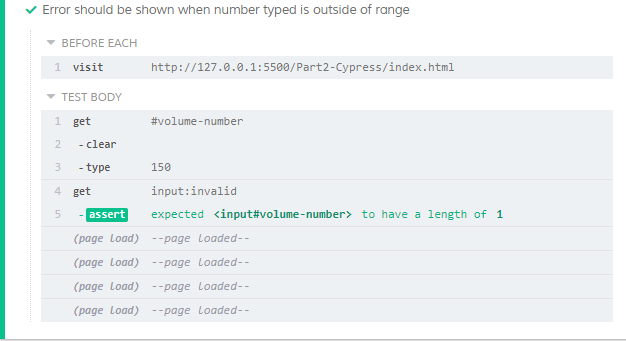 Error should be shown when number typed is outside of range
BEFORE EACH
1 visit http://127.0.0.1:5500/Part2-Cypress/index.html
TEST BODY
1 get #volume-number
2 -clear
3 -type 150
4 get input:invalid
5 -assert expected <input#volume-number> to have a length of 1
(page load) --page loaded--
(page load) --page loaded--
(page load) --page loaded--
(page load) --page loaded--